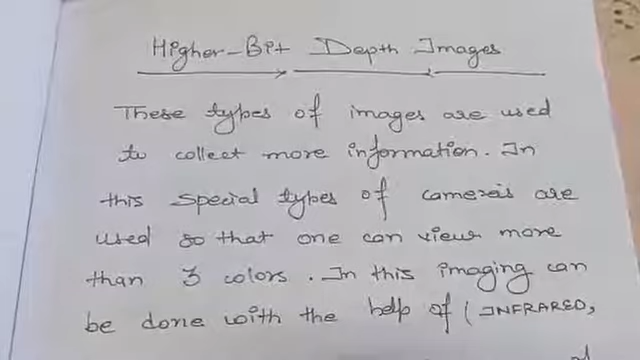 Higher-Bit Depth Images
These types of images are used
to collect more information. In
this special types of cameras are
used so that one can view more
than 3 colors. In this imaging can
be done with the help of (INFRARED,